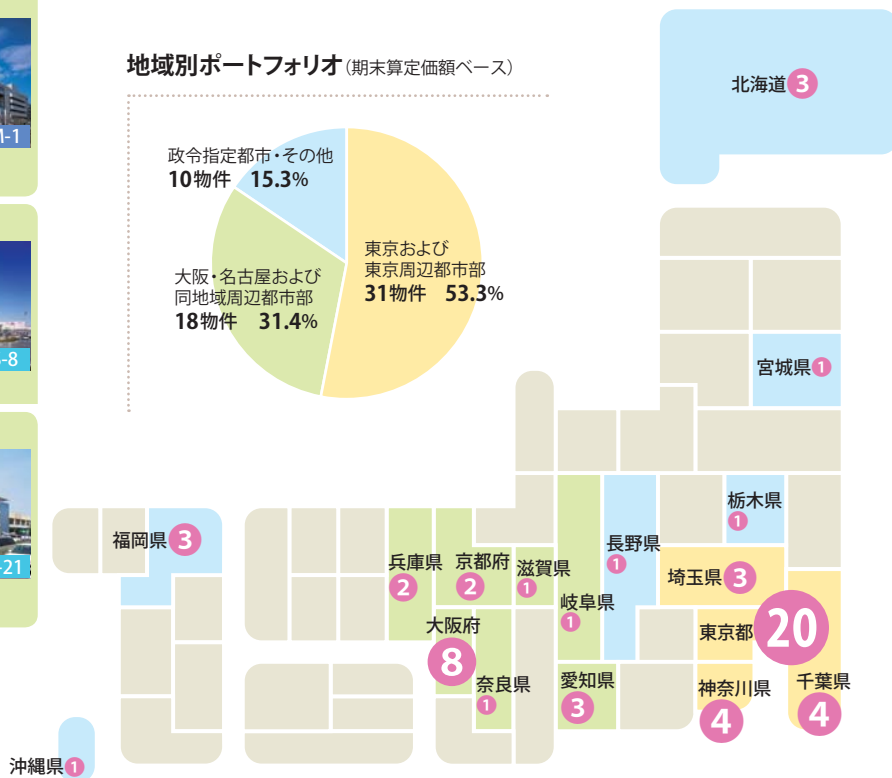 地域別ポートフォリオ(期末算定価額ベース)
政令指定都市・その他
10物件 15.3%
東京および
東京周辺都市部
31物件 53.3%
大阪・名古屋および
同地域周辺都市部
18物件 31.4%
M-1
-8
-21
北海道 3
宮城県 1
栃木県
1
福岡県 3
兵庫県
2
京都府
2
滋賀県
1
長野県
1
岐阜県
1
埼玉県 3
東京都 20
大阪府
8
奈良県
1
愛知県
3
神奈川県
4
千葉県
4
沖縄県 1